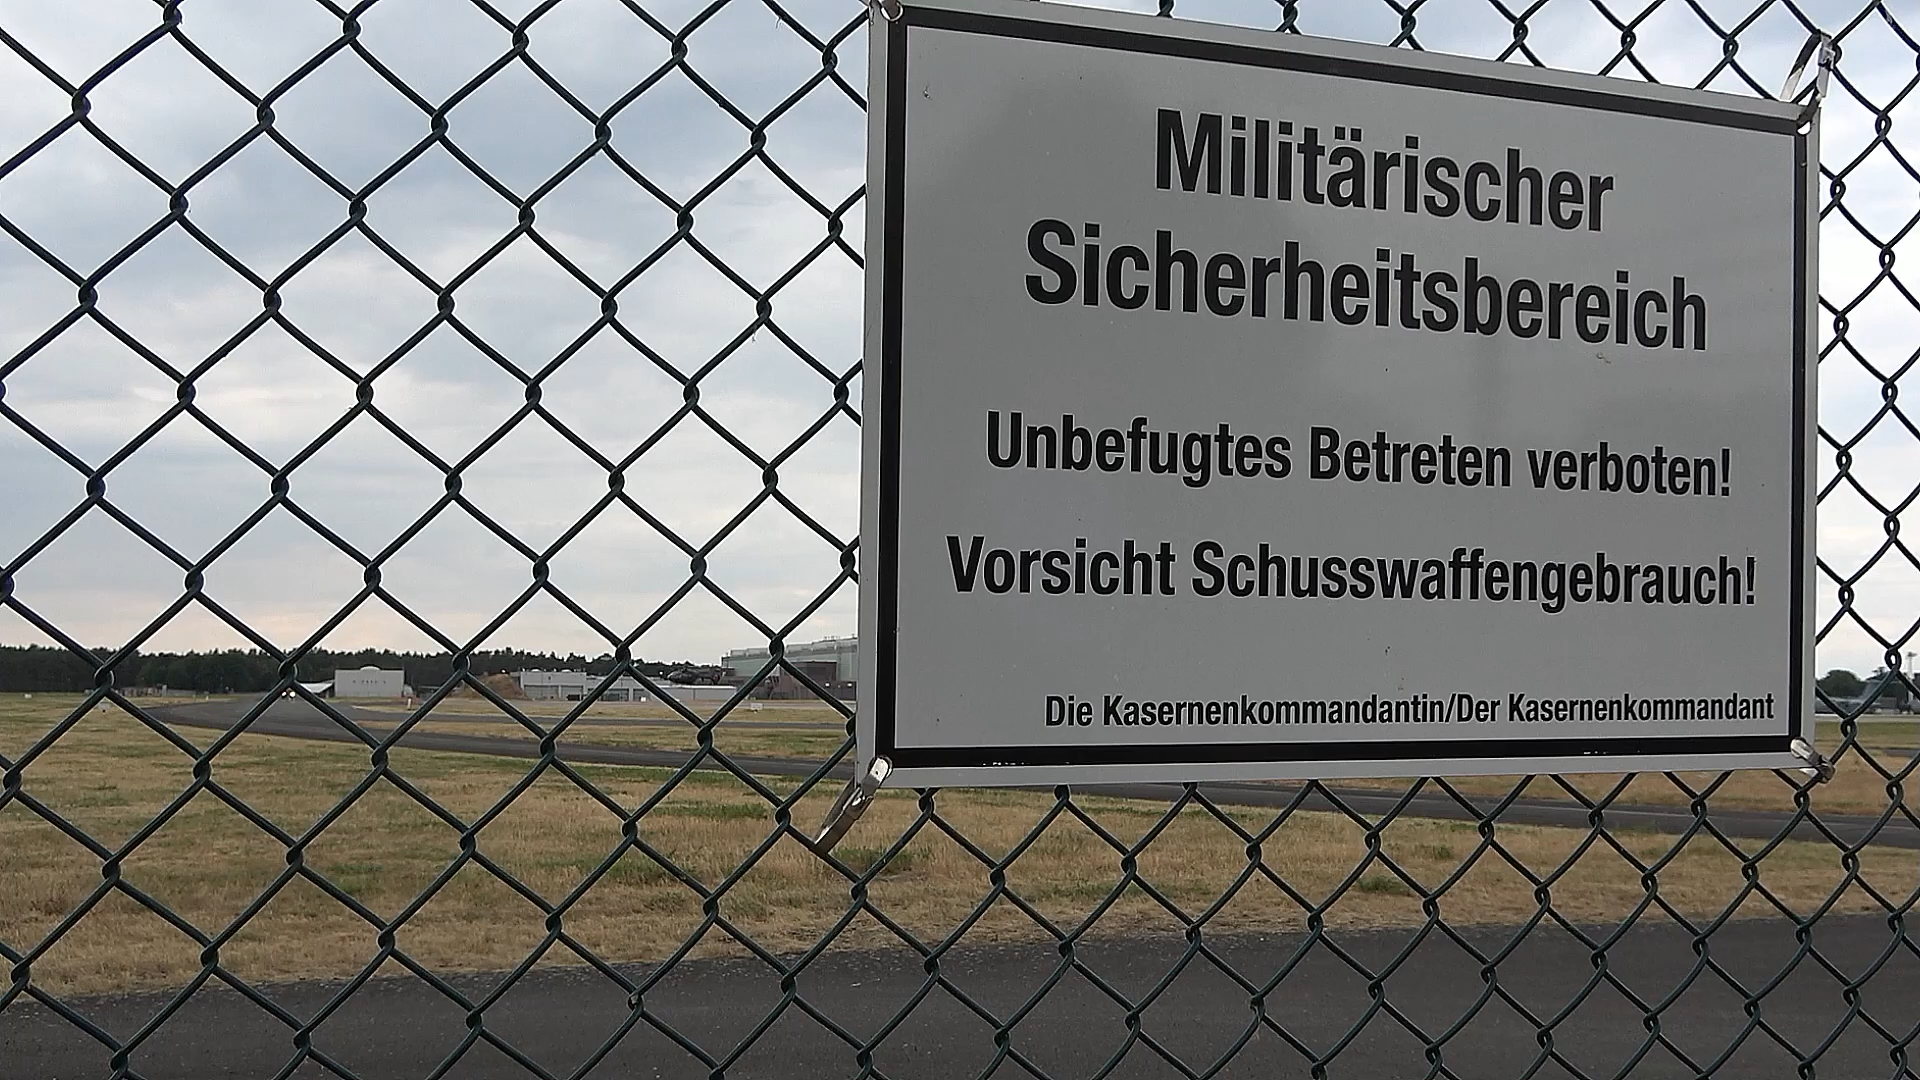 Militärischer
Sicherheitsbereich
Unbefugtes Betreten verboten!
Vorsicht Schusswaffengebrauch!
Die Kasernenkommandantin/Der Kasernenkommandant